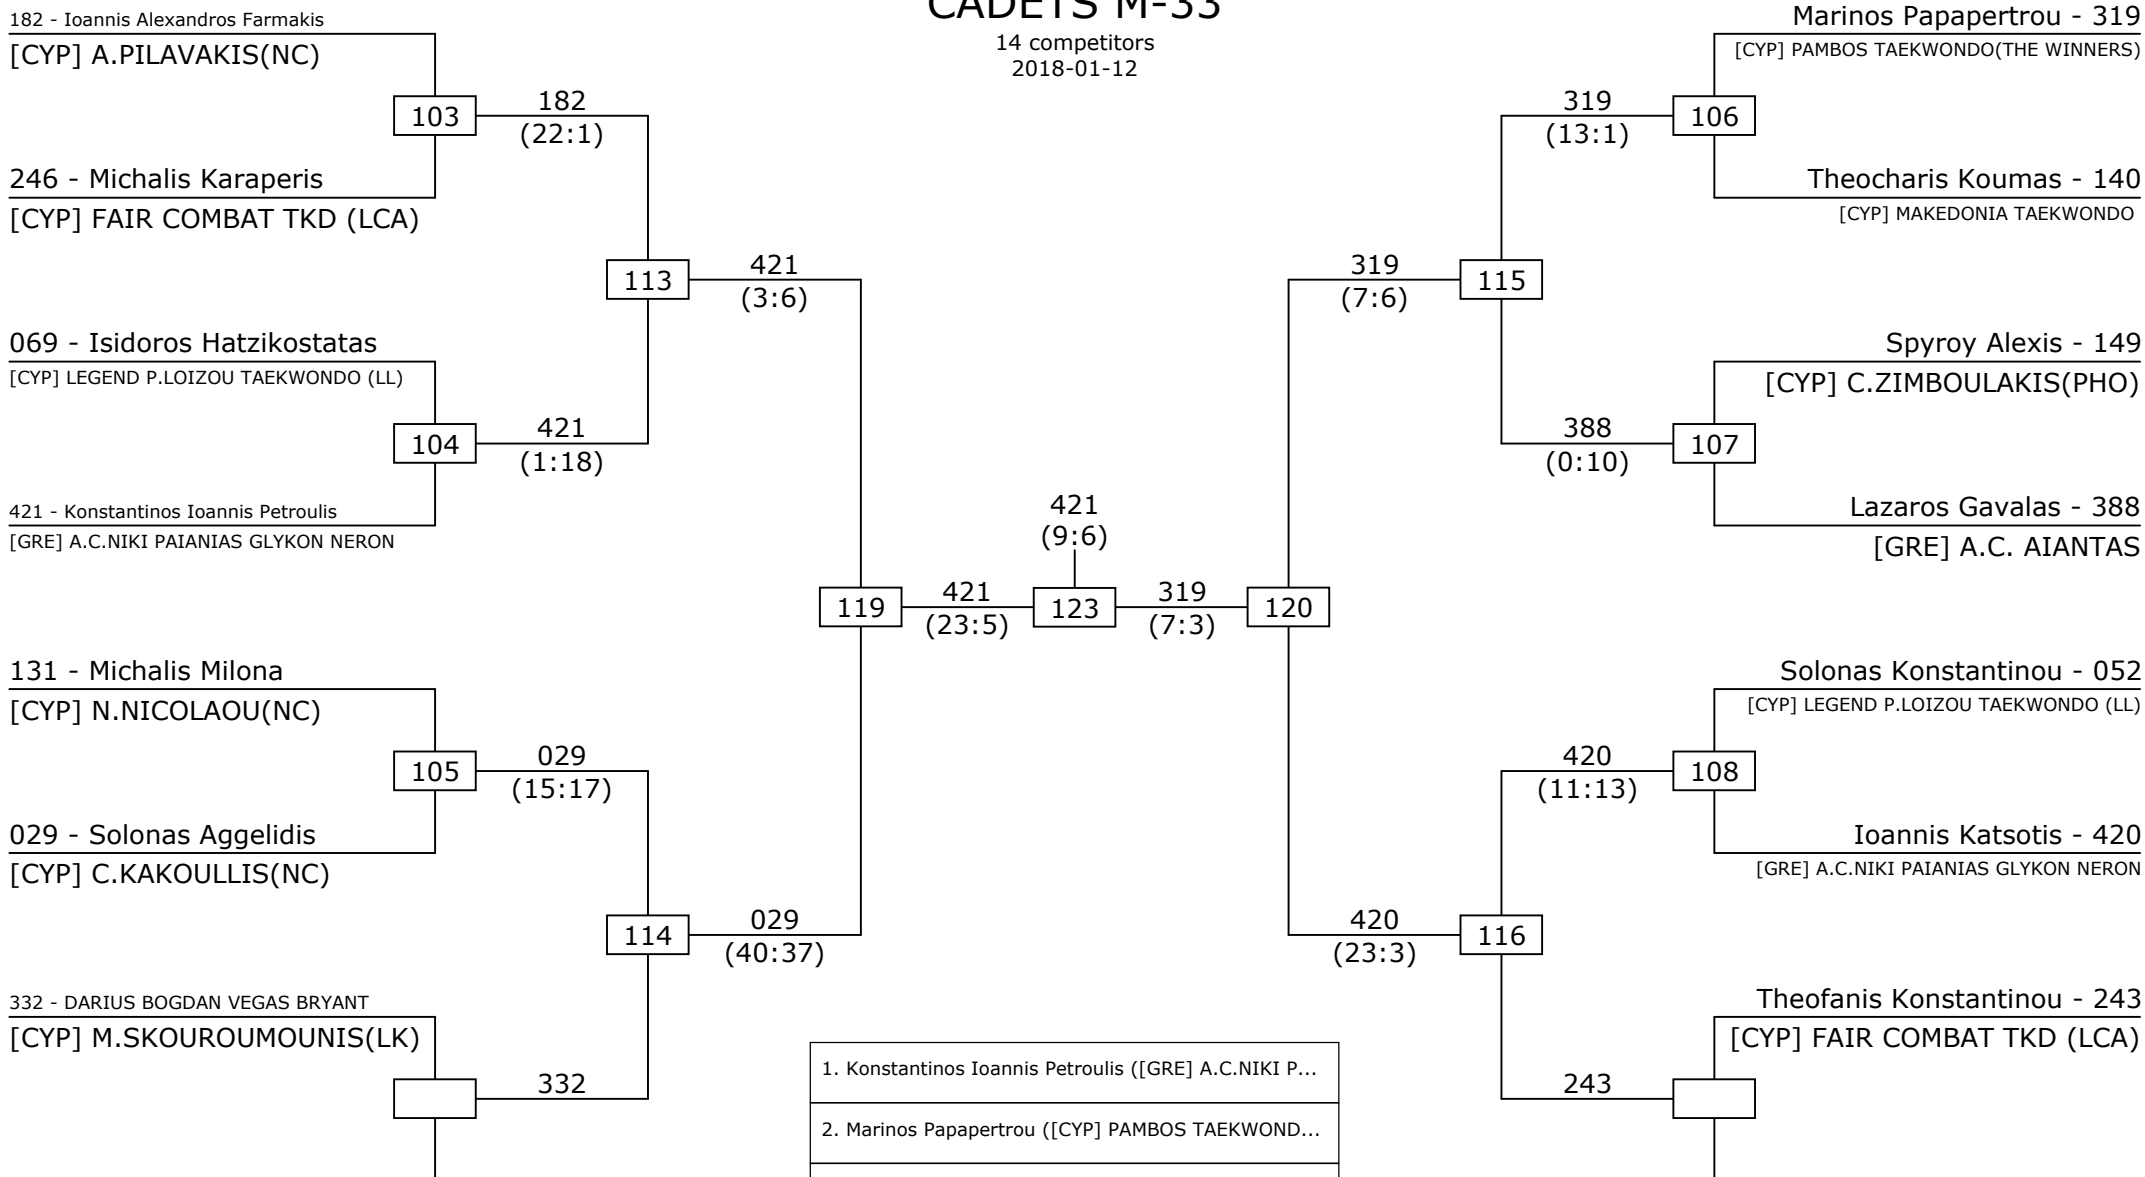 CADETS M-33
14 competitors
2018-01-12
182 - Ioannis Alexandros Farmakis
[CYP] A.PILAVAKIS(NC)
103
182
(22:1)
246 - Michalis Karaperis
[CYP] FAIR COMBAT TKD (LCA)
113
421
(3:6)
069 - Isidoros Hatzikostatas
[CYP] LEGEND P.LOIZOU TAEKWONDO (LL)
104
421
(1:18)
421 - Konstantinos Ioannis Petroulis
[GRE] A.C.NIKI PAIANIAS GLYKON NERON
119
421
(23:5)
131 - Michalis Milona
[CYP] N.NICOLAOU(NC)
105
029
(15:17)
029 - Solonas Aggelidis
[CYP] C.KAKOULLIS(NC)
114
029
(40:37)
332 - DARIUS BOGDAN VEGAS BRYANT
[CYP] M.SKOUROUMOUNIS(LK)
332
421
(9:6)
123
Marinos Papapertrou - 319
[CYP] PAMBOS TAEKWONDO(THE WINNERS)
319
(13:1)
106
Theocharis Koumas - 140
[CYP] MAKEDONIA TAEKWONDO
319
(7:6)
115
Spyroy Alexis - 149
[CYP] C.ZIMBOULAKIS(PHO)
388
(0:10)
107
Lazaros Gavalas - 388
[GRE] A.C. AIANTAS
319
(7:3)
120
Solonas Konstantinou - 052
[CYP] LEGEND P.LOIZOU TAEKWONDO (LL)
420
(11:13)
108
Ioannis Katsotis - 420
[GRE] A.C.NIKI PAIANIAS GLYKON NERON
420
(23:3)
116
Theofanis Konstantinou - 243
[CYP] FAIR COMBAT TKD (LCA)
243
1. Konstantinos Ioannis Petroulis ([GRE] A.C.NIKI P...
2. Marinos Papapertrou ([CYP] PAMBOS TAEKWOND...